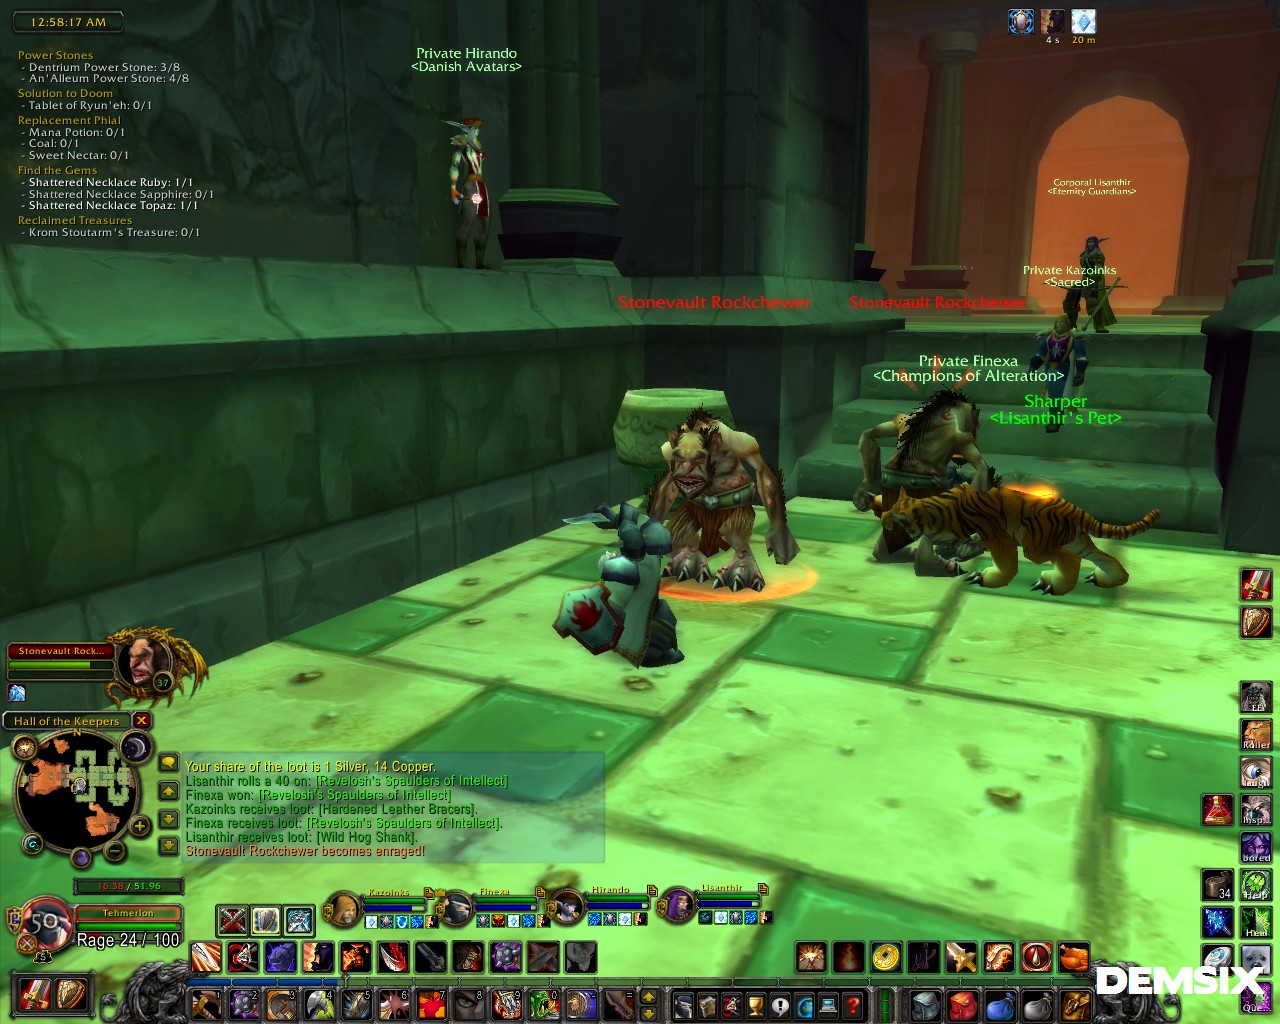 12:58:17 AM
4 s
20 m
Private Hirando
<Danish Avatars>
Power Stones
- Dentrium Power Stone: 3/8
- An'Alleum Power Stone: 4/8
Solution to Doom
- Tablet of Ryun'eh: 0/1
Replacement Phial
- Mana Potion: 0/1
- Coal: 0/1
- Sweet Nectar: 0/1
Find the Gems
- Shattered Necklace Ruby: 1/1
- Shattered Necklace Sapphire: 0/1
- Shattered Necklace Topaz: 1/1
Reclaimed Treasures
- Krom Stoutarm's Treasure: 0/1
Corporal Lisanthir
<Eternity Guardians>
Private Kazoinks
<Sacred>
Stonevault Rockchewer
Stonevault Rockchewer
Private Finexa
<Champions of Alteration>
Sharper
<Lisanthir's Pet>
Stonevault Rock...
37
Hall of the Keepers
N
Your share of the loot is 1 Silver, 14 Copper.
Lisanthir rolls a 40 on: [Revelosh's Spaulders of Intellect]
Finexa won: [Revelosh's Spaulders of Intellect]
Kazoinks receives loot: [Hardened Leather Bracers].
Finexa receives loot: [Revelosh's Spaulders of Intellect].
Lisanthir receives loot: [Wild Hog Shank].
Stonevault Rockchewer becomes enraged!
16.38 / 51.96
Tehmerlon
Rage 24 / 100
5
Kazoinks
Finexa
Hirando
Lisanthir
Roller
laugh
Insp..
bored
34
Help
Heal
Que..
DEMSIX